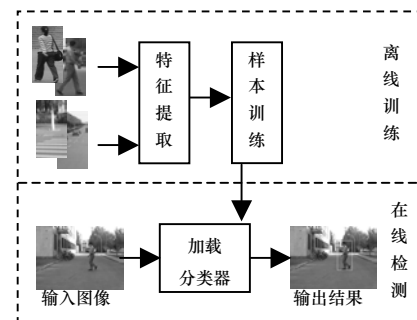 特征提取
样本训练
离线训练
加载
分类器
在线检测
输入图像
输出结果